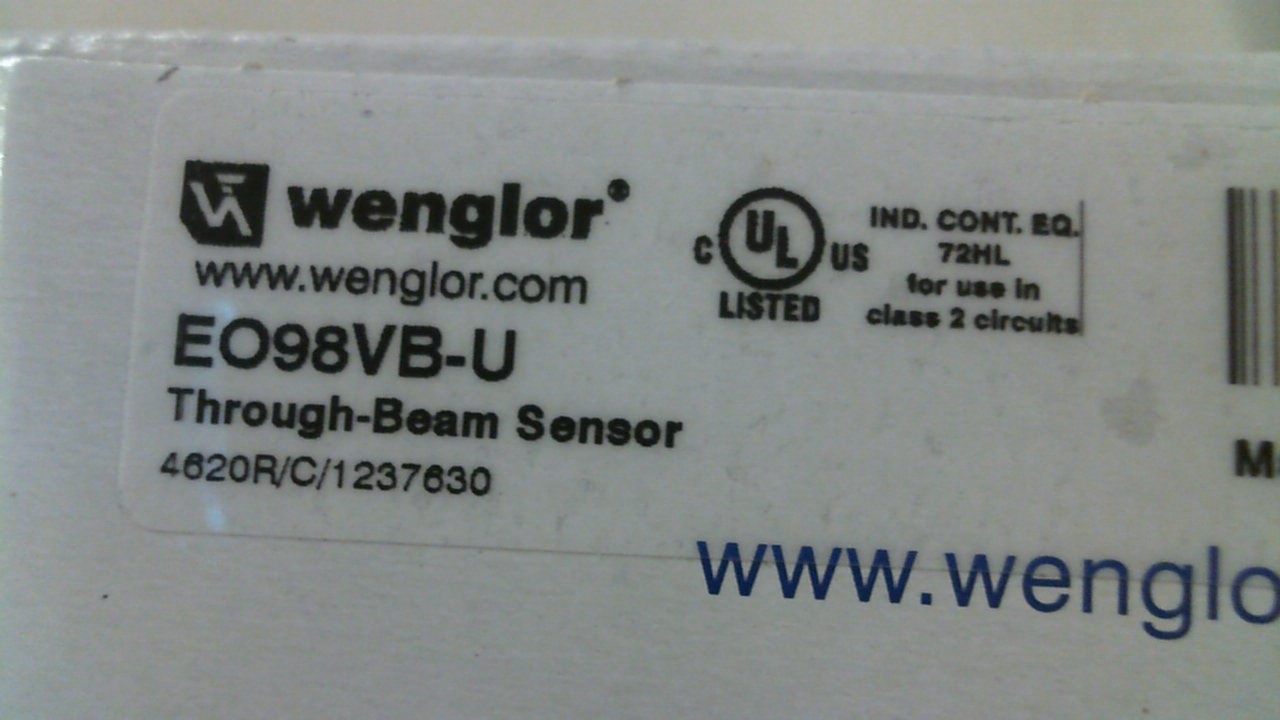 wenglor®
www.wenglor.com
EO98VB-U
Through-Beam Sensor
4620R/C/1237630
C UL US
LISTED
IND. CONT. EQ.
72HL
for use in
class 2 circuits
www.wenglo